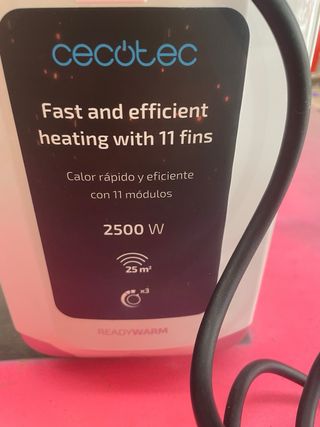 cecotec
Fast and efficient
heating with 11 fins
Calor rápido y eficiente
con 11 módulos
2500 W
25 m²
x3
READYWARM